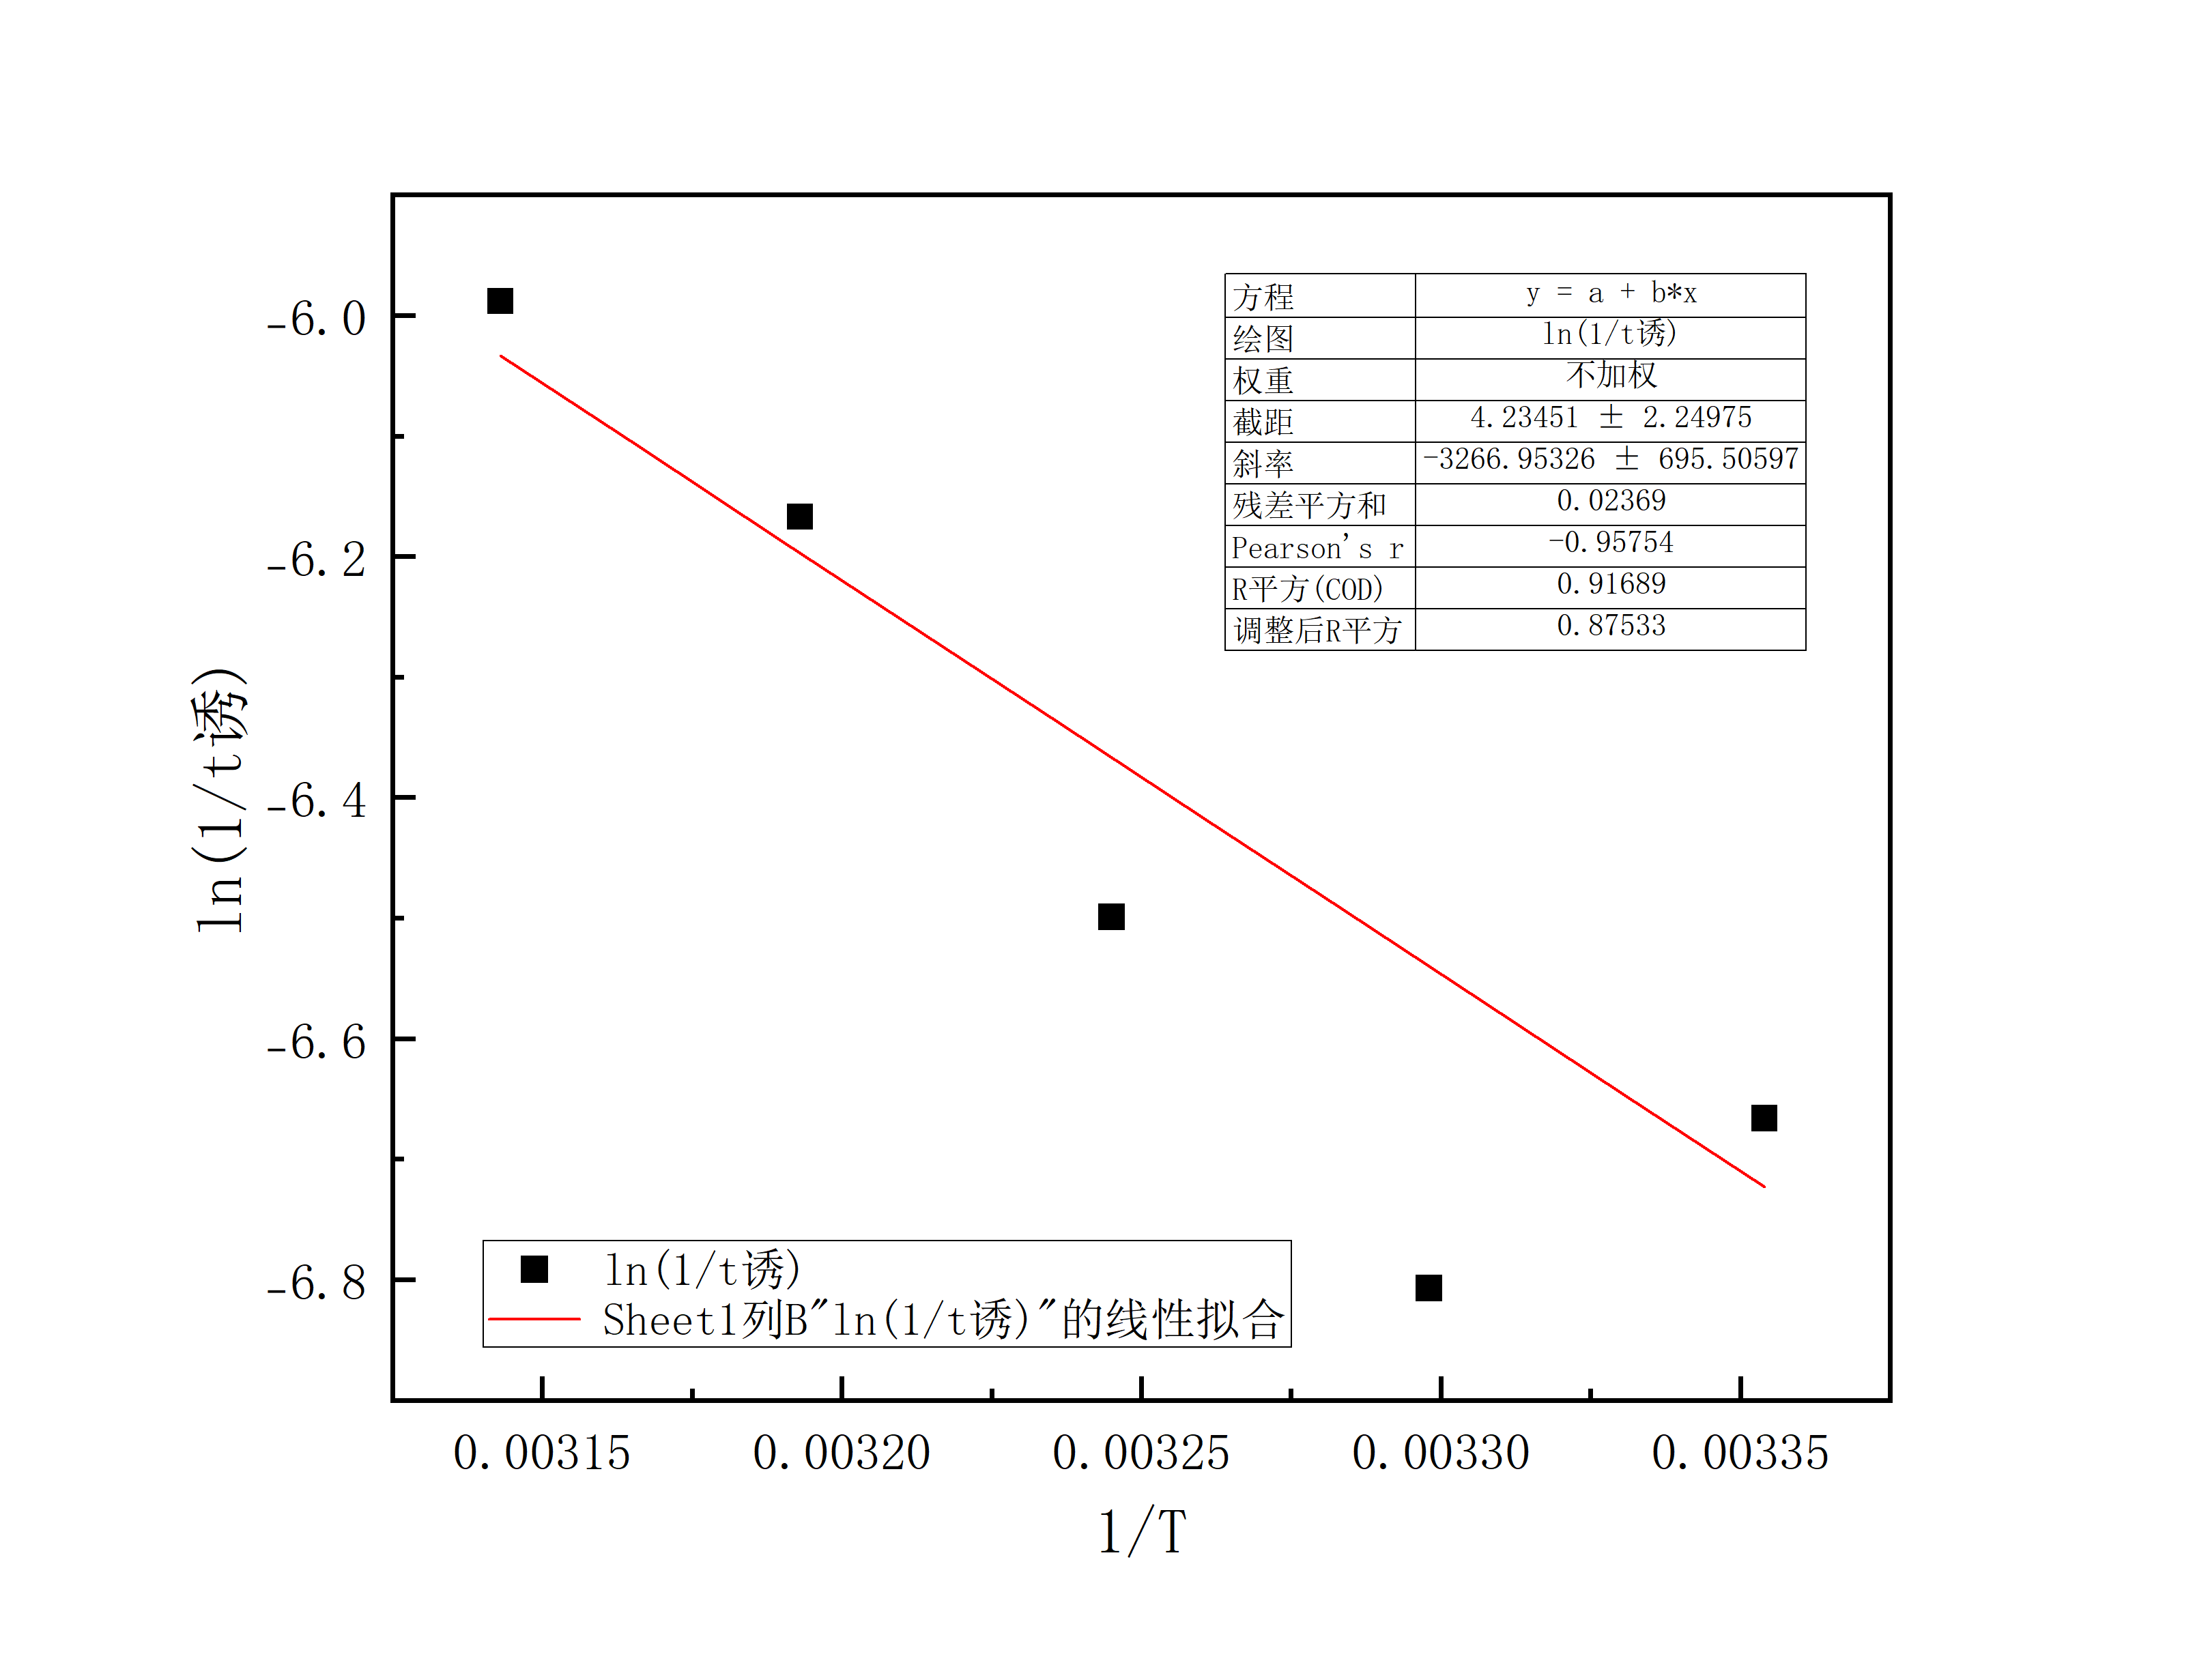 方程 y = a + b*x
绘图 ln(1/t诱)
权重 不加权
截距 4.23451 ± 2.24975
斜率 -3266.95326 ± 695.50597
残差平方和 0.02369
Pearson's r -0.95754
R平方(COD) 0.91689
调整后R平方 0.87533
-6.0
-6.2
-6.4
-6.6
-6.8
ln(1/t诱)
ln(1/t诱)
Sheet1列B"ln(1/t诱)"的线性拟合
0.00315 0.00320 0.00325 0.00330 0.00335
1/T